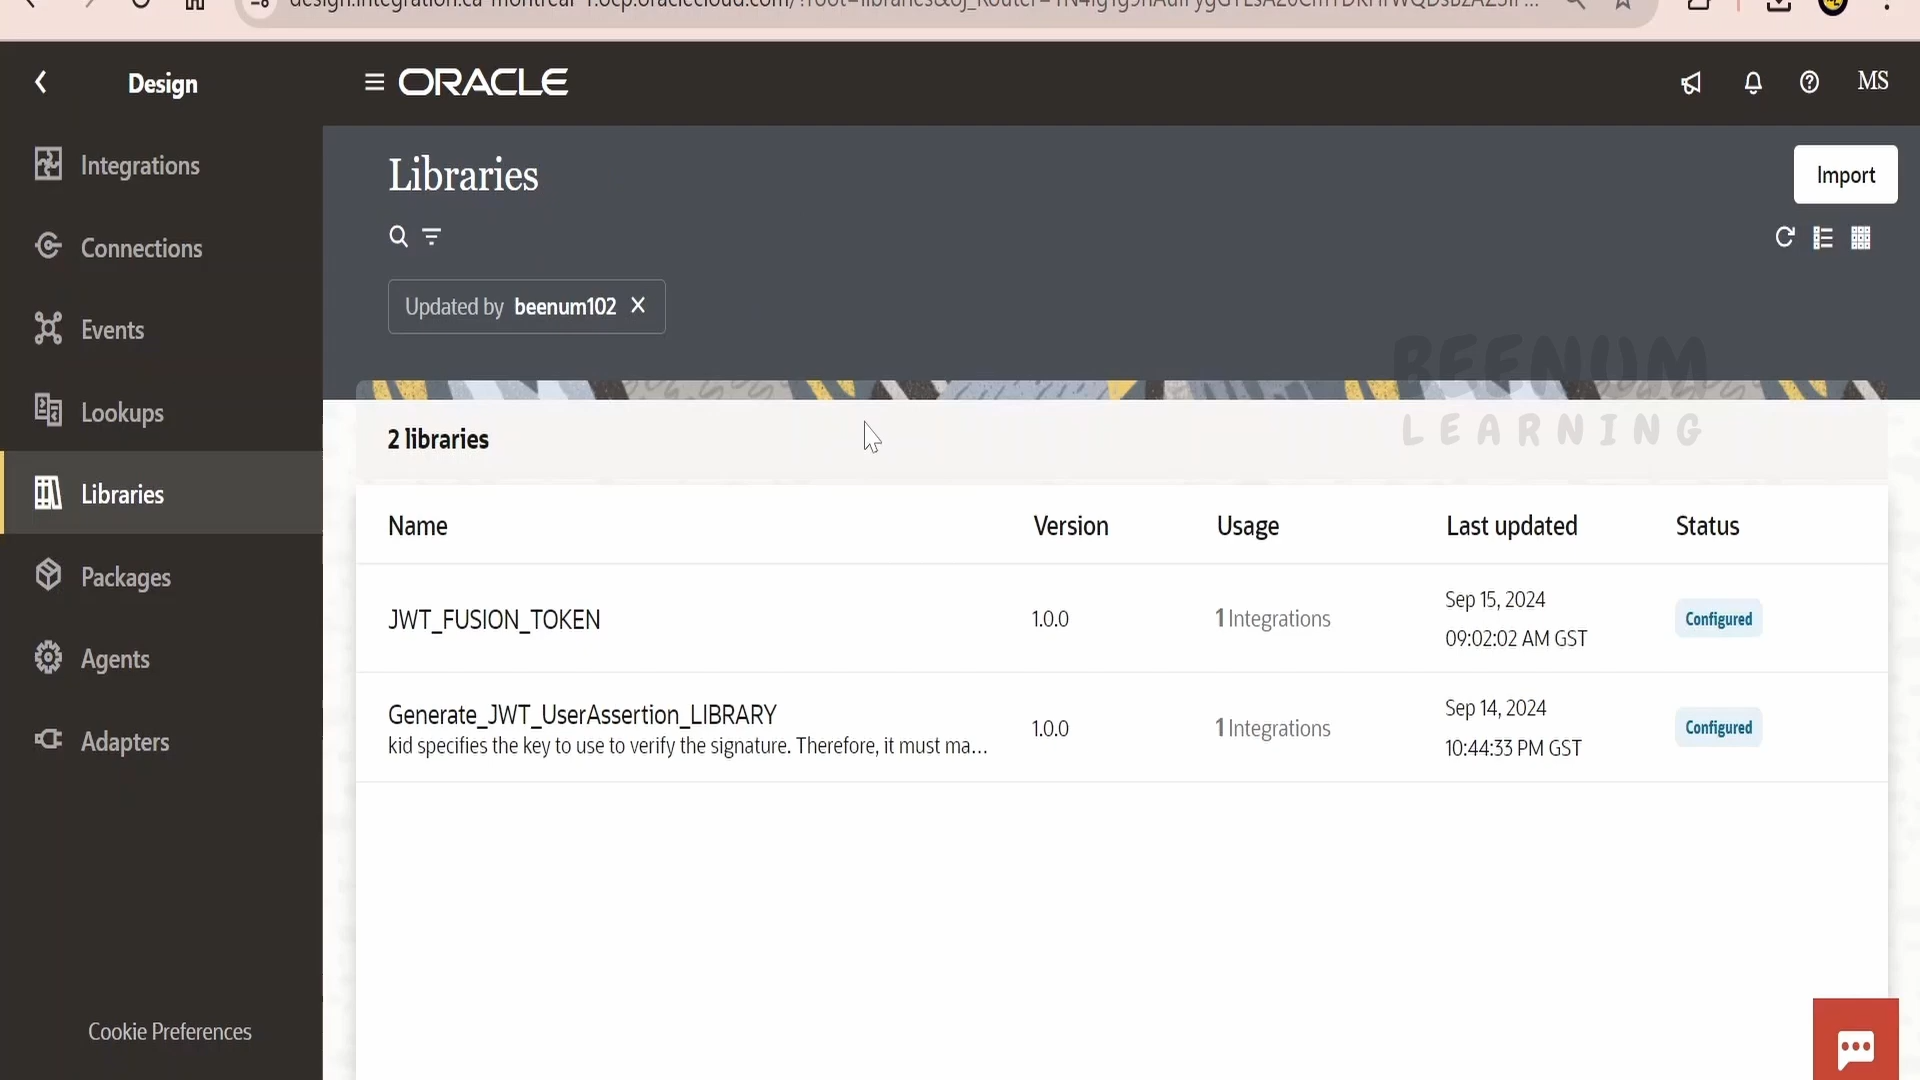 Design
ORACLE
MS
Integrations
Connections
Events
Lookups
Libraries
Packages
Agents
Adapters
Cookie Preferences
Libraries
Import
Updated by beenum102 X
BEENUM
LEARNING
2 libraries
Name Version Usage Last updated Status
JWT_FUSION_TOKEN 1.0.0 1 Integrations Sep 15, 2024 Configured
09:02:02 AM GST
Generate_JWT_UserAssertion_LIBRARY 1.0.0 1 Integrations Sep 14, 2024 Configured
kid specifies the key to use to verify the signature. Therefore, it must ma... 10:44:33 PM GST